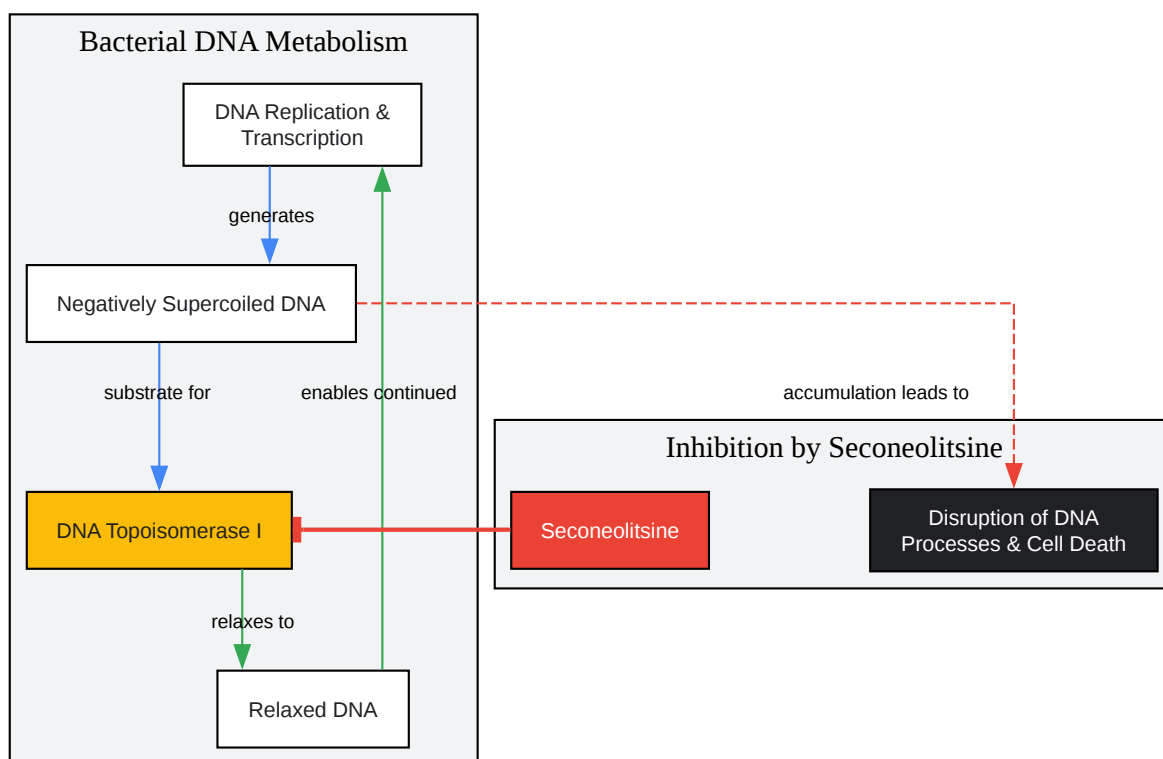 Bacterial DNA Metabolism
DNA Replication &
Transcription
generates
Negatively Supercoiled DNA
substrate for
enables continued
accumulation leads to
Inhibition by Seconeolitsine
DNA Topoisomerase I
Seconeolitsine
Disruption of DNA
Processes & Cell Death
relaxes to
Relaxed DNA